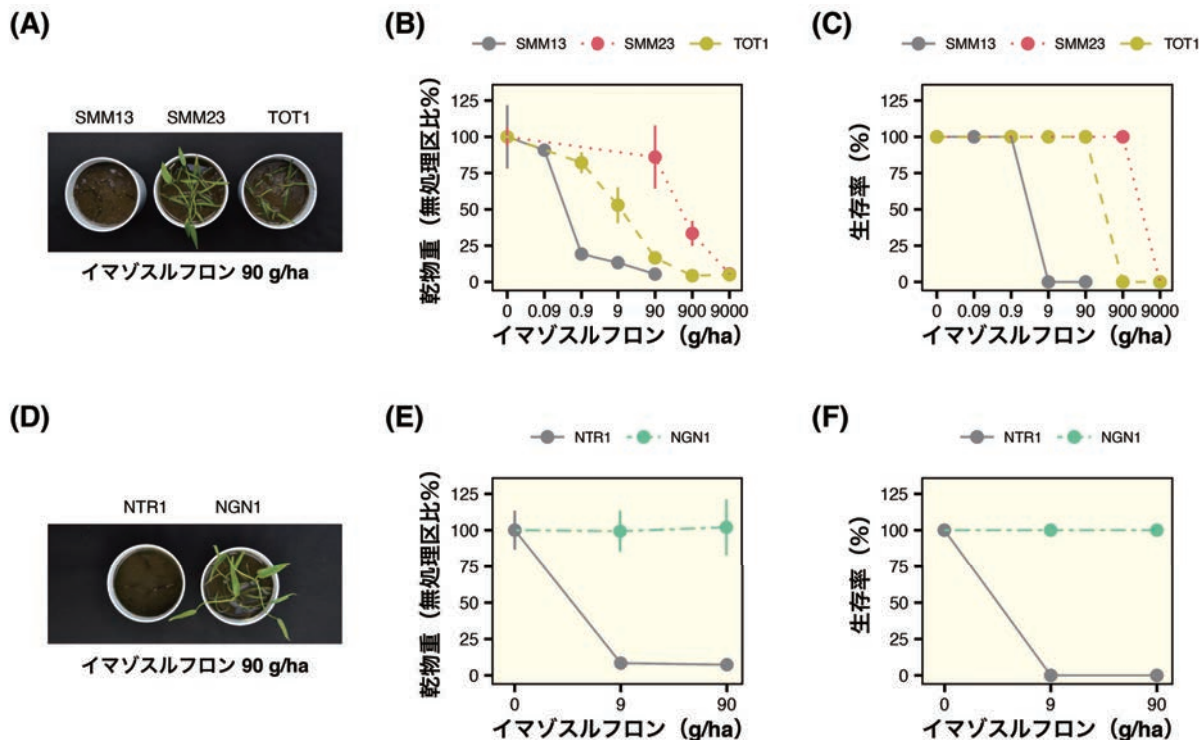 (A)
SMM13 SMM23 TOT1
イマゾスルフロン 90 g/ha
(B)
SMM13 SMM23 TOT1
乾物重（無処理区比%）
125
100
75
50
25
0
0 0.09 0.9 9 90 900 9000
イマゾスルフロン（g/ha）
(C)
SMM13 SMM23 TOT1
生存率（%）
125
100
75
50
25
0
0 0.09 0.9 9 90 900 9000
イマゾスルフロン（g/ha）
(D)
NTR1 NGN1
イマゾスルフロン 90 g/ha
(E)
NTR1 NGN1
乾物重（無処理区比%）
125
100
75
50
25
0
0 9 90
イマゾスルフロン（g/ha）
(F)
NTR1 NGN1
生存率（%）
125
100
75
50
25
0
0 9 90
イマゾスルフロン（g/ha）